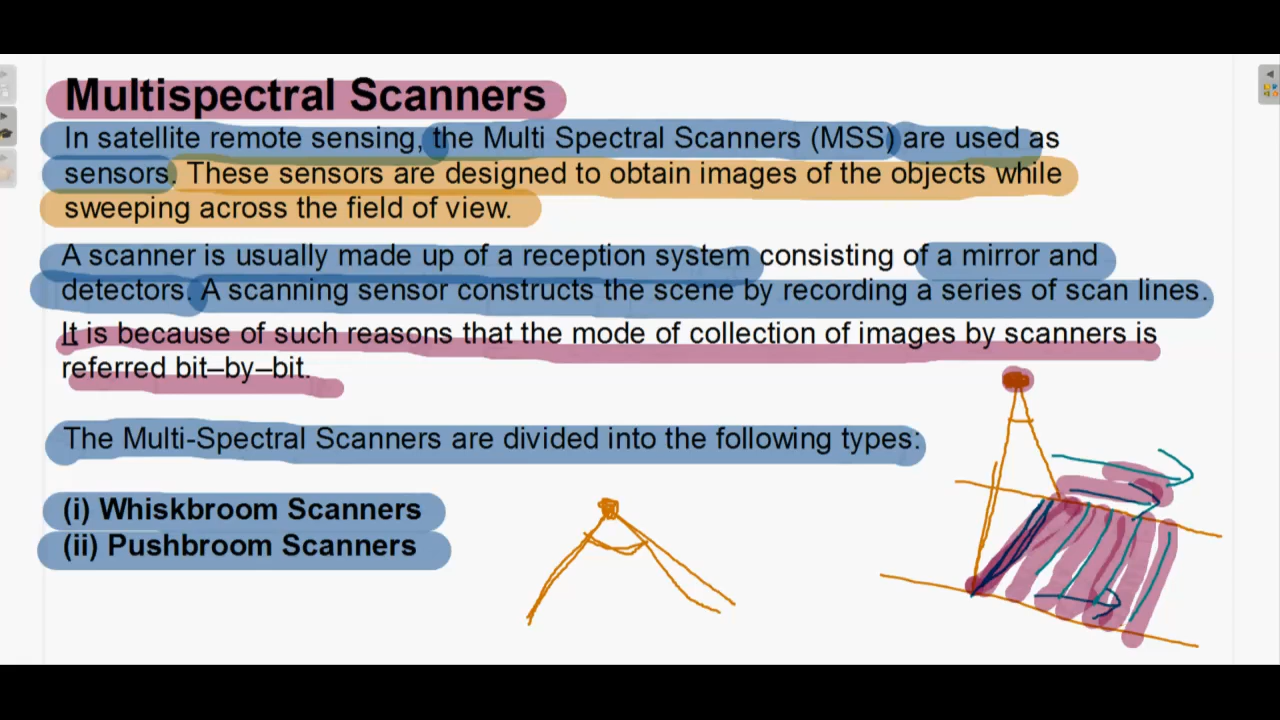 Multispectral Scanners
In satellite remote sensing, the Multi Spectral Scanners (MSS) are used as
sensors. These sensors are designed to obtain images of the objects while
sweeping across the field of view.
A scanner is usually made up of a reception system consisting of a mirror and
detectors. A scanning sensor constructs the scene by recording a series of scan lines.
It is because of such reasons that the mode of collection of images by scanners is
referred bit–by–bit.
The Multi-Spectral Scanners are divided into the following types:
(i) Whiskbroom Scanners
(ii) Pushbroom Scanners